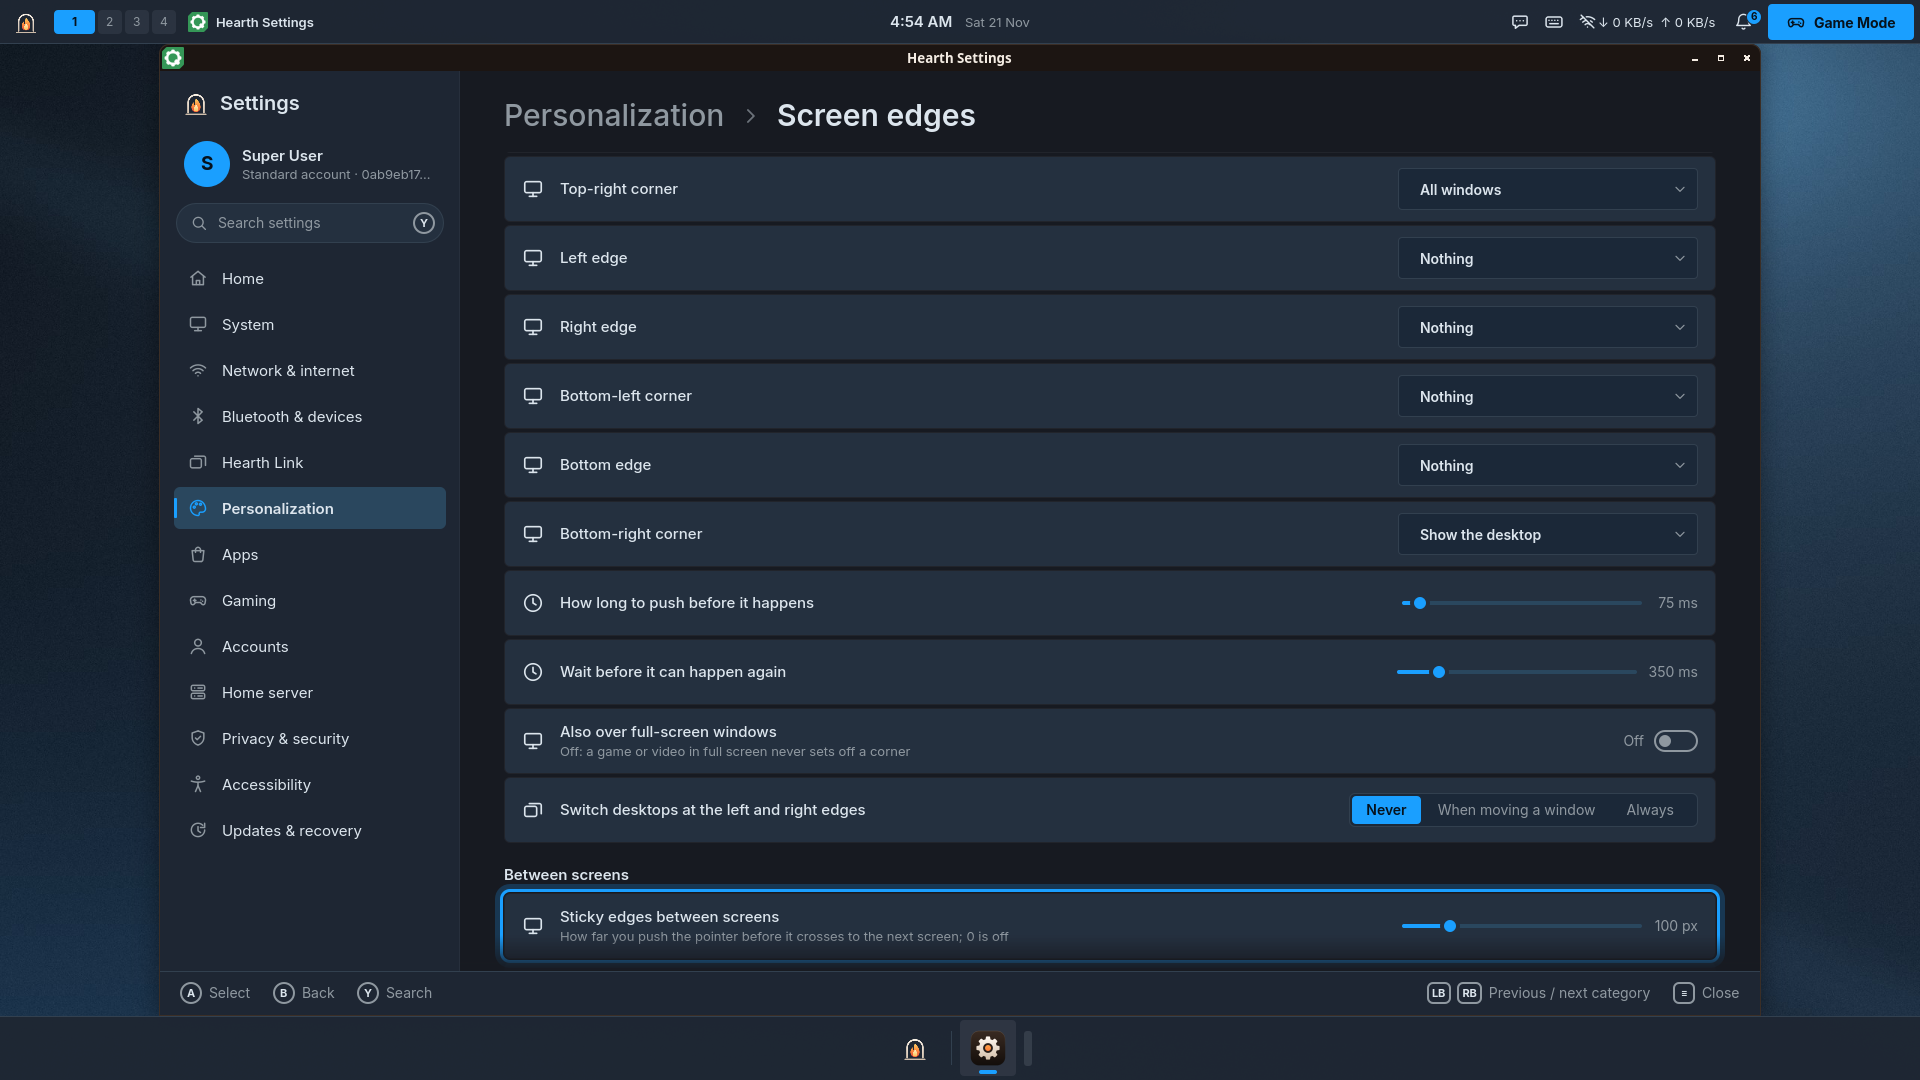 1 2 3 4 Hearth Settings
4:54 AM Sat 21 Nov
↓ 0 KB/s ↑ 0 KB/s 6 Game Mode
Hearth Settings
Settings
S
Super User
Standard account · 0ab9eb17...
Search settings Y
Home
System
Network & internet
Bluetooth & devices
Hearth Link
Personalization
Apps
Gaming
Accounts
Home server
Privacy & security
Accessibility
Updates & recovery
Personalization > Screen edges
Top-right corner All windows
Left edge Nothing
Right edge Nothing
Bottom-left corner Nothing
Bottom edge Nothing
Bottom-right corner Show the desktop
How long to push before it happens 75 ms
Wait before it can happen again 350 ms
Also over full-screen windows
Off: a game or video in full screen never sets off a corner
Off
Switch desktops at the left and right edges Never When moving a window Always
Between screens
Sticky edges between screens
How far you push the pointer before it crosses to the next screen; 0 is off
100 px
A Select B Back Y Search
LB RB Previous / next category ≡ Close